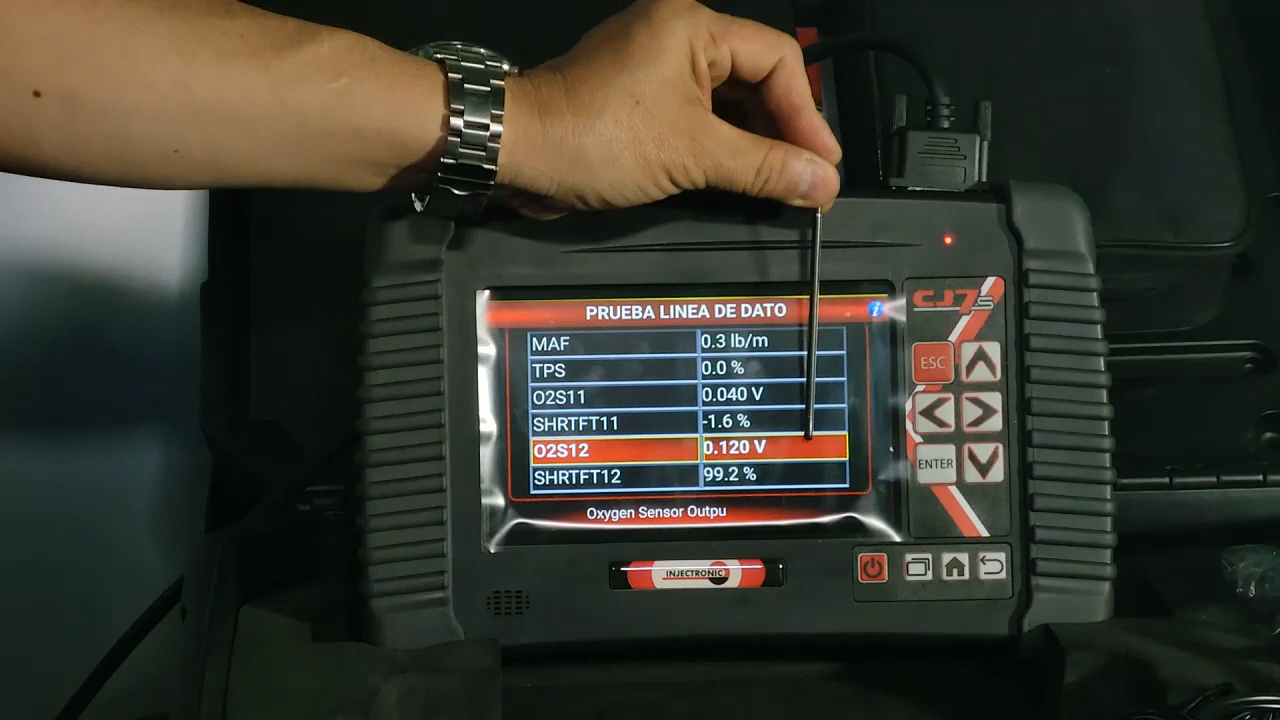 CJ7s
PRUEBA LINEA DE DATO
i
MAF 0.3 lb/m
TPS 0.0 %
O2S11 0.040 V
SHRTFT11 -1.6 %
O2S12 0.120 V
SHRTFT12 99.2 %
Oxygen Sensor Outpu
ESC
ENTER
INJECTRONIC